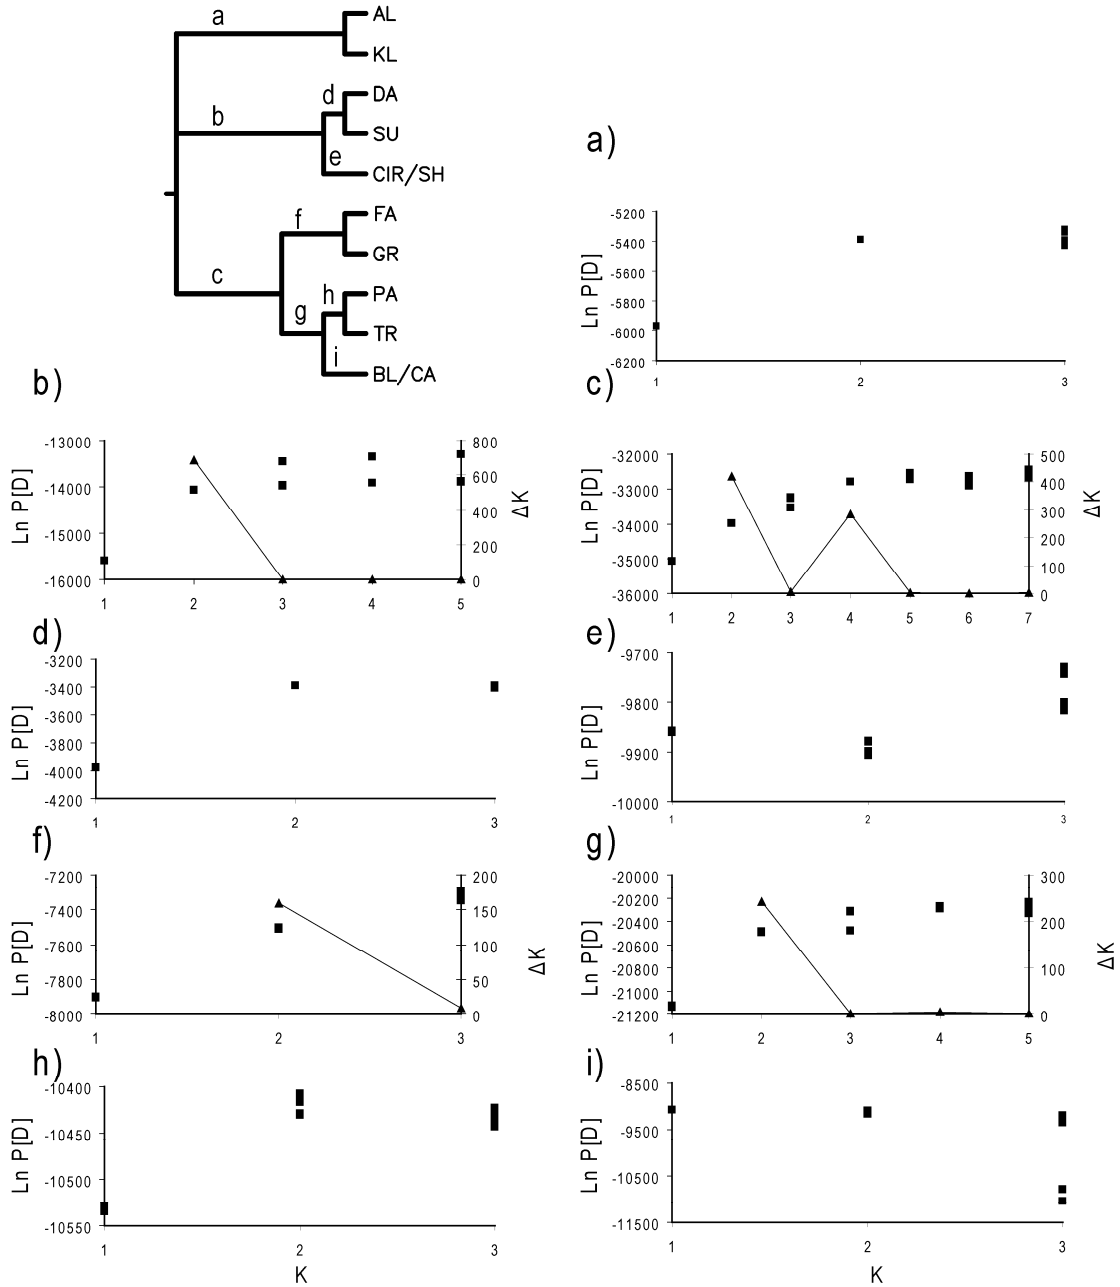 a
AL
KL
d
DA
b
SU
e
CIR/SH
f
FA
GR
c
h
PA
g
TR
i
BL/CA
a)
Ln P[D]
-5200
-5400
-5600
-5800
-6000
-6200
1 2 3
b)
Ln P[D]
-13000
-14000
-15000
-16000
800
600
400
200
0
ΔK
1 2 3 4 5
c)
Ln P[D]
-32000
-33000
-34000
-35000
-36000
500
400
300
200
100
0
ΔK
1 2 3 4 5 6 7
d)
Ln P[D]
-3200
-3400
-3600
-3800
-4000
-4200
1 2 3
e)
Ln P[D]
-9700
-9800
-9900
-10000
1 2 3
f)
Ln P[D]
-7200
-7400
-7600
-7800
-8000
200
150
100
50
0
ΔK
1 2 3
g)
Ln P[D]
-20000
-20200
-20400
-20600
-20800
-21000
-21200
300
200
100
0
ΔK
1 2 3 4 5
h)
Ln P[D]
-10400
-10450
-10500
-10550
1 2 3
K
i)
Ln P[D]
-8500
-9500
-10500
-11500
1 2 3
K